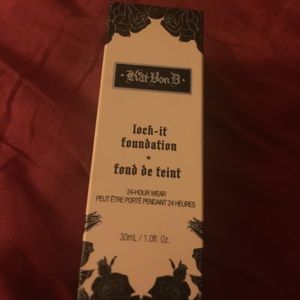 Kat Von D
lock-it
foundation
*
fond de teint
24-HOUR WEAR
PEUT ÊTRE PORTÉ PENDANT 24 HEURES
30mL / 1.0fl. Oz.